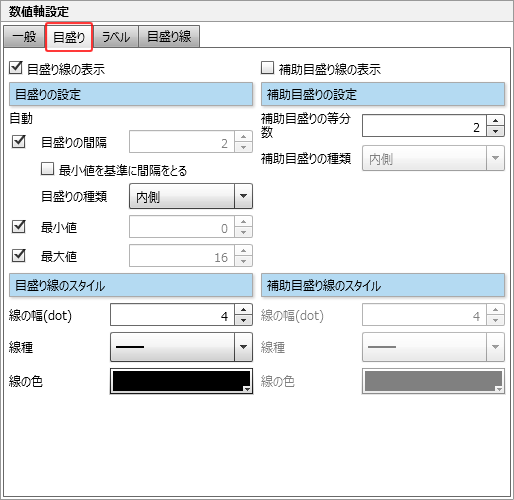 数値軸設定
一般 目盛り ラベル 目盛り線
目盛り線の表示
目盛りの設定
自動
目盛りの間隔 2
最小値を基準に間隔をとる
目盛りの種類 内側
最小値 0
最大値 16
目盛り線のスタイル
線の幅(dot) 4
線種
線の色
補助目盛り線の表示
補助目盛りの設定
補助目盛りの等分
数 2
補助目盛りの種類 内側
補助目盛り線のスタイル
線の幅(dot) 4
線種
線の色